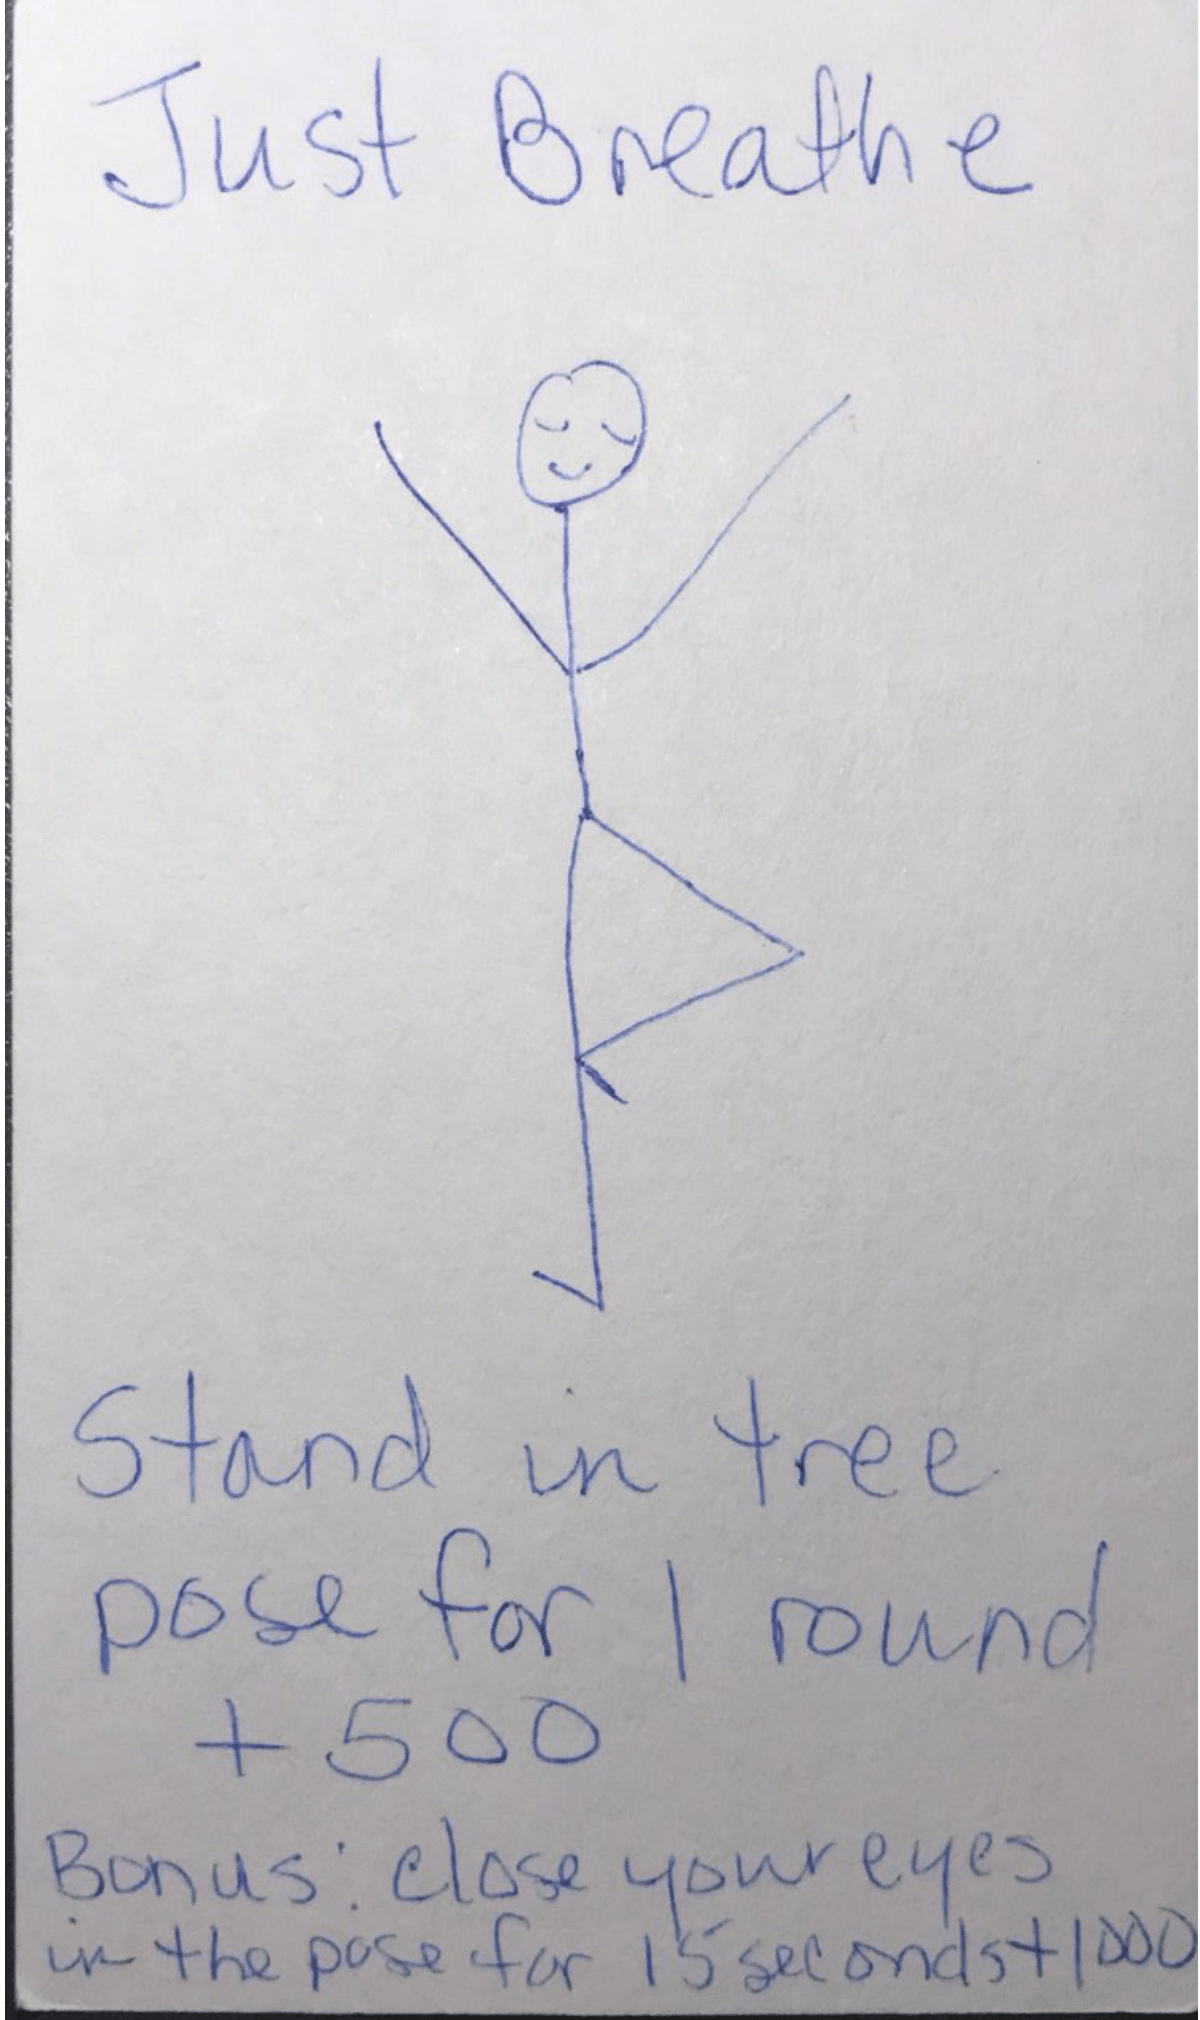 Just Breathe
Stand in tree
pose for 1 round
+500
Bonus: close your eyes
in the pose for 15 seconds +1000